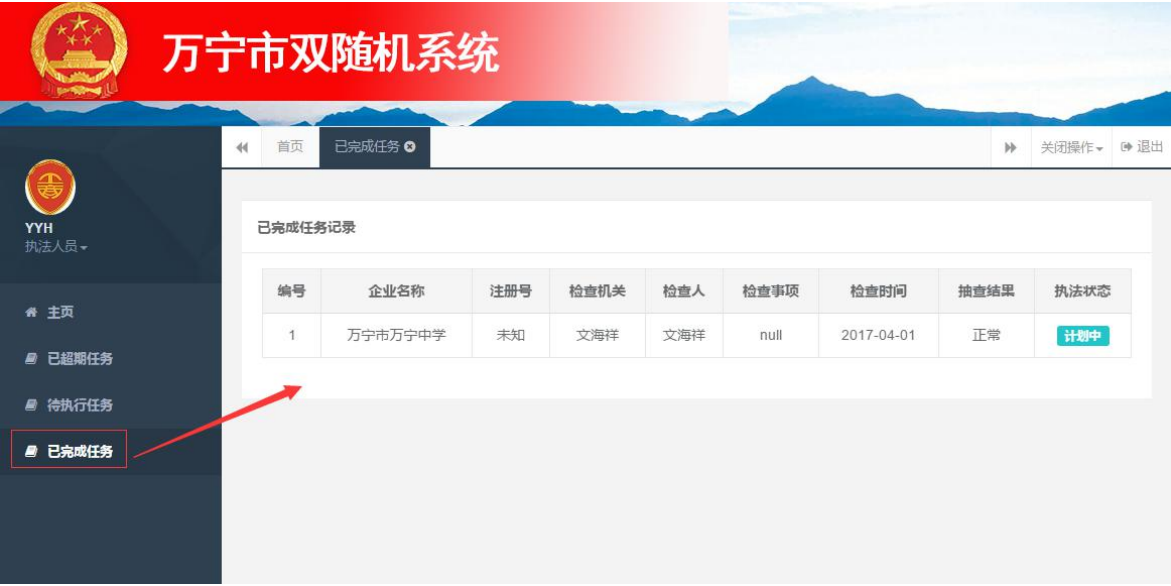 万宁市双随机系统
首页 已完成任务 关闭操作 退出
YYH
执法人员
主页
已超期任务
待执行任务
已完成任务
已完成任务记录
编号 企业名称 注册号 检查机关 检查人 检查事项 检查时间 抽查结果 执法状态
1 万宁市万宁中学 未知 文海祥 文海祥 null 2017-04-01 正常 计划中